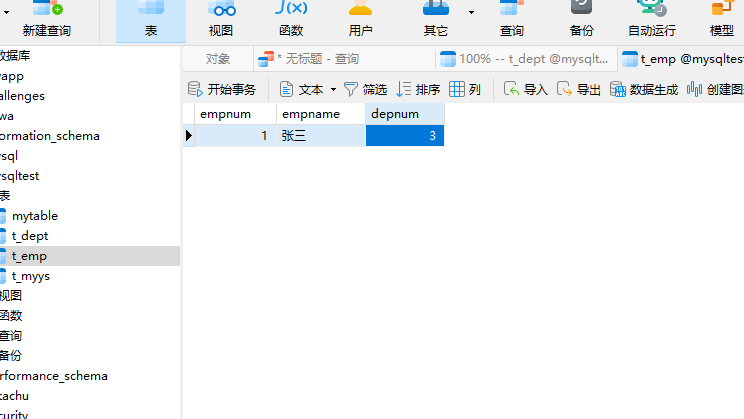 新建查询 表 视图 函数 用户 其它 查询 备份 自动运行 模型
对象 * 无标题 - 查询 100% -- t_dept @mysqlt... t_emp @mysqltest
开始事务 文本 筛选 排序 列 导入 导出 数据生成 创建图
empnum empname depnum
1 张三 3
数据库
vapp
allenges
wa
ormation_schema
ysql
ysqltest
表
mytable
t_dept
t_emp
t_myys
视图
函数
查询
备份
rformance_schema
kachu
curity